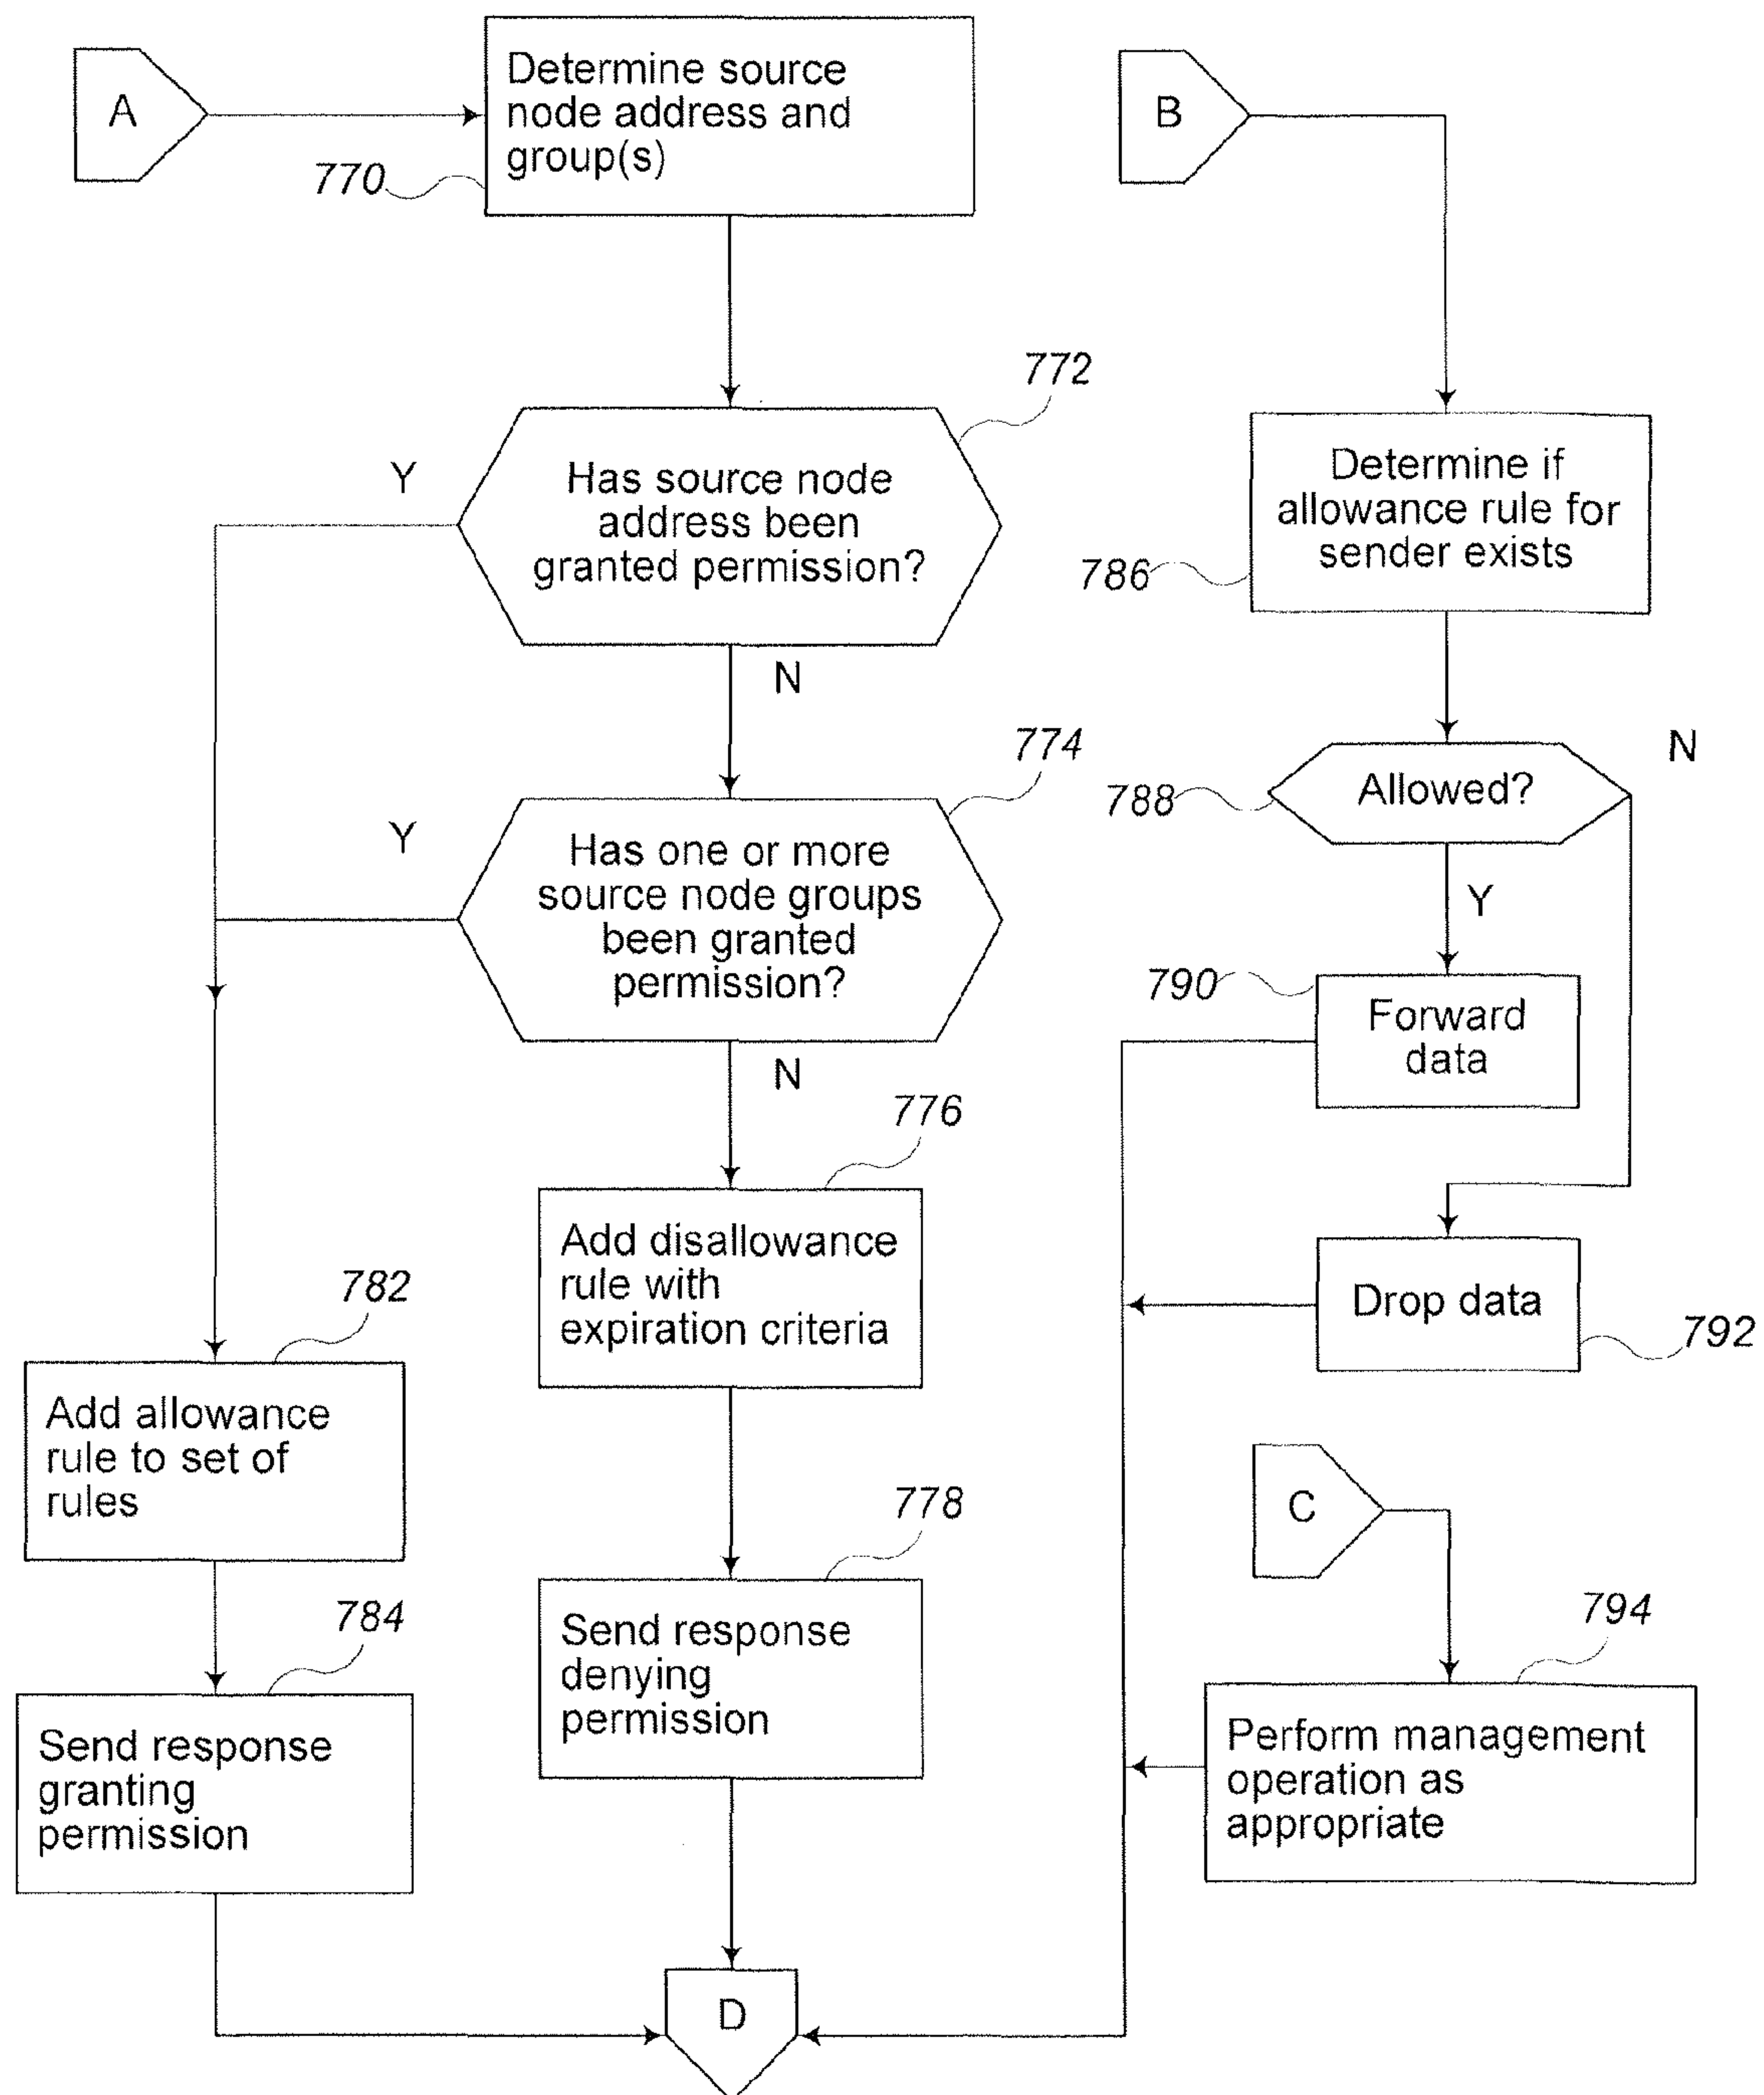 A
Determine source
node address and
group(s)
770
772
Has source node
address been
granted permission?
Y
N
774
Has one or more
source node groups
been granted
permission?
Y
N
776
Add disallowance
rule with
expiration criteria
778
Send response
denying
permission
782
Add allowance
rule to set of
rules
784
Send response
granting
permission
B
Determine if
allowance rule for
sender exists
786
N
Allowed?
788
Y
790
Forward
data
Drop data
792
C
794
Perform management
operation as
appropriate
D